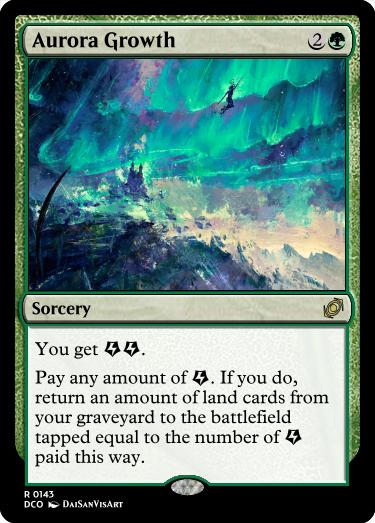 Aurora Growth 2
Sorcery
You get .
Pay any amount of . If you do,
return an amount of land cards from
your graveyard to the battlefield
tapped equal to the number of
paid this way.
R 0143
DCO DaiSanVisArt